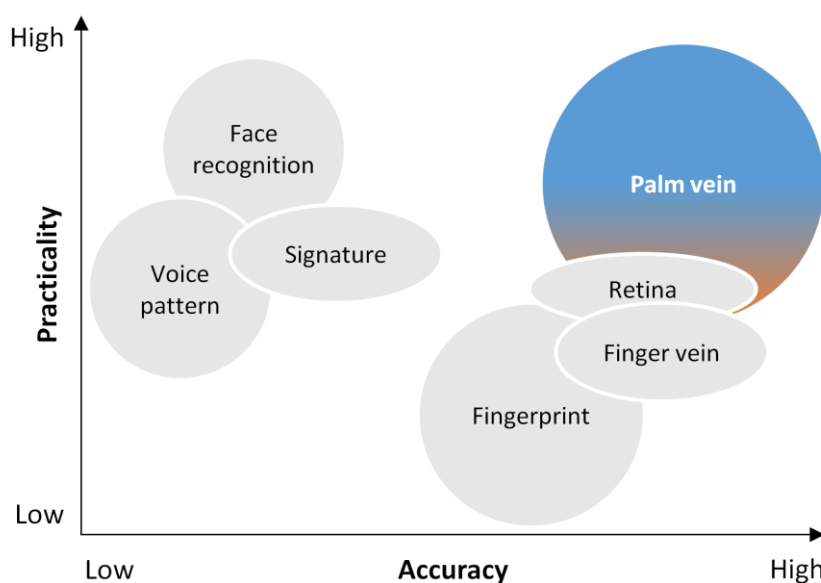 High
Face
recognition
Palm vein
Practicality
Signature
Voice
pattern
Retina
Finger vein
Fingerprint
Low
Low
Accuracy
High